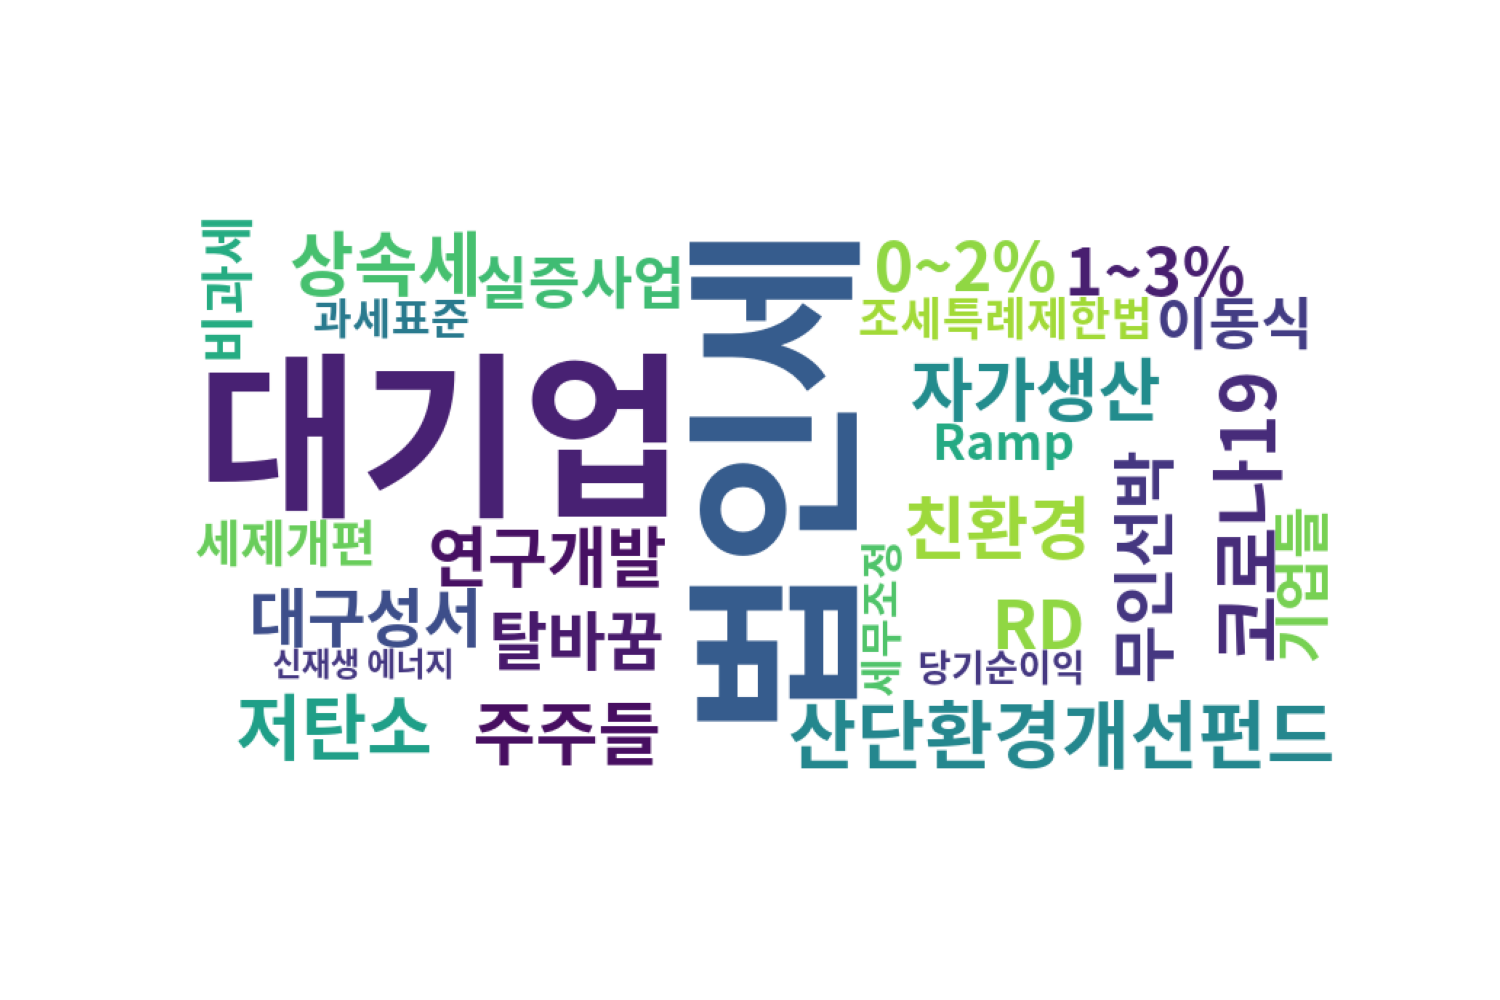 비과세
상속세
실증사업
과세표준
대기업
법인세
0~2%
1~3%
조세특례제한법
이동식
자가생산
Ramp
친환경
무인선박
코로나19
기업들
세제개편
연구개발
대구성서
탈바꿈
신재생 에너지
세무조정
RD
당기순이익
저탄소
주주들
산단환경개선펀드